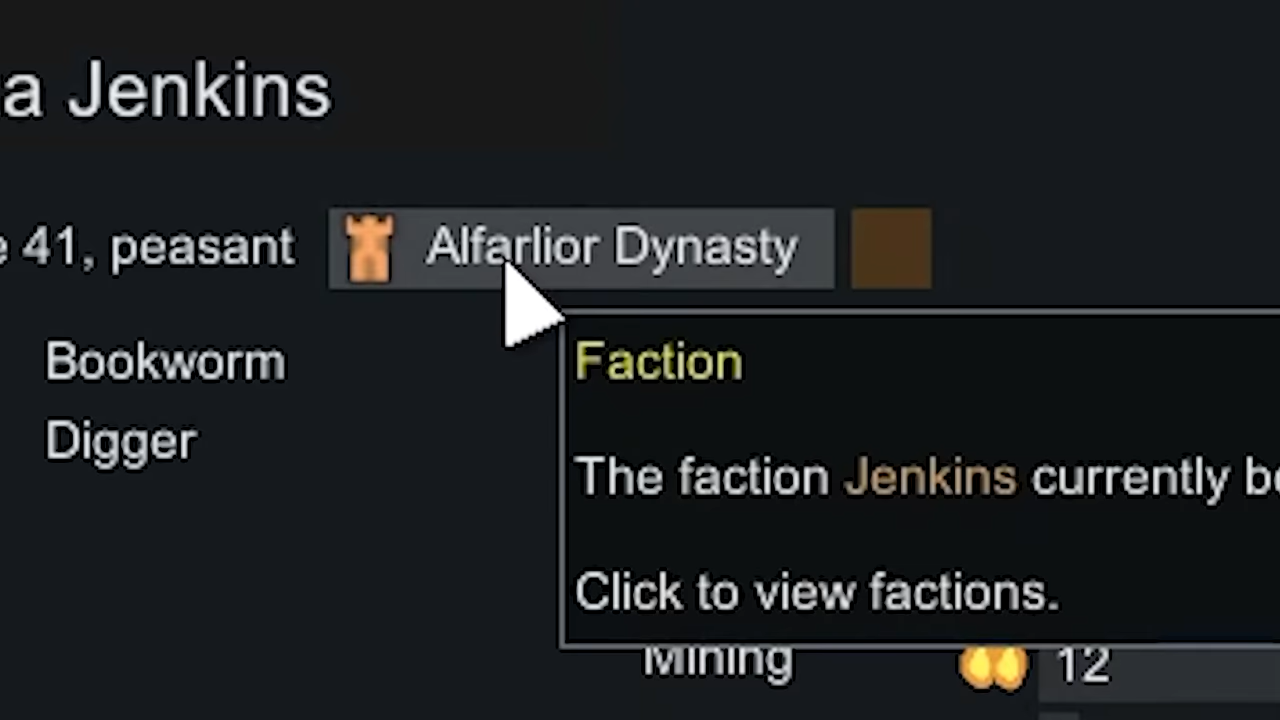 a Jenkins
e 41, peasant Alfarlior Dynasty
Bookworm Faction
Digger
The faction Jenkins currently be
Click to view factions.
Mining 12